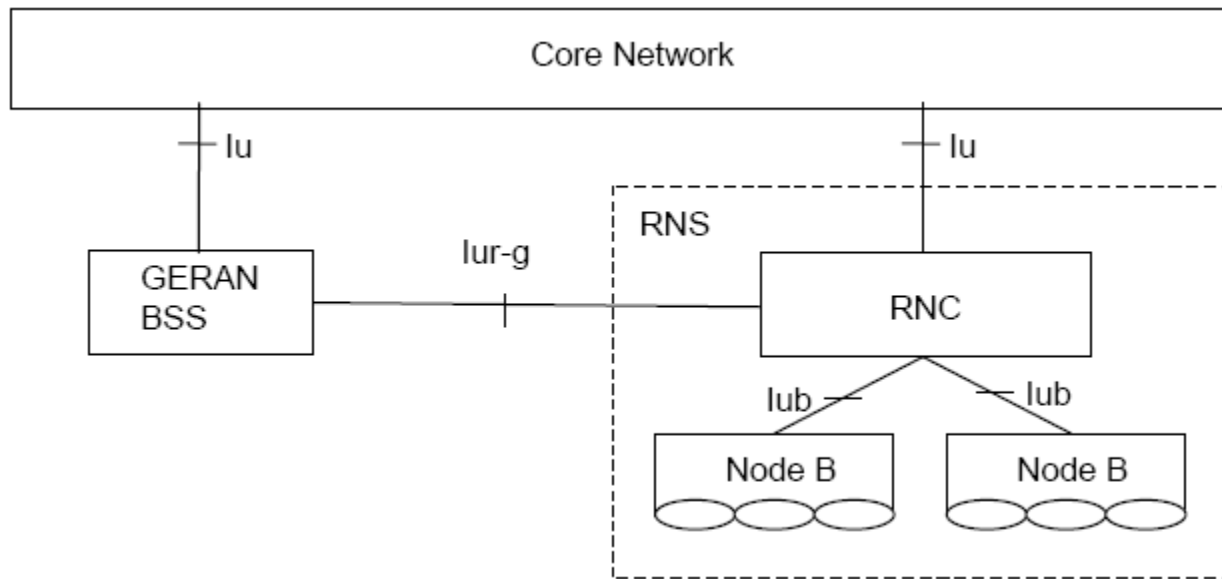 Core Network
Iu
Iu
RNS
Iur-g
GERAN
BSS
RNC
Iub
Iub
Node B
Node B